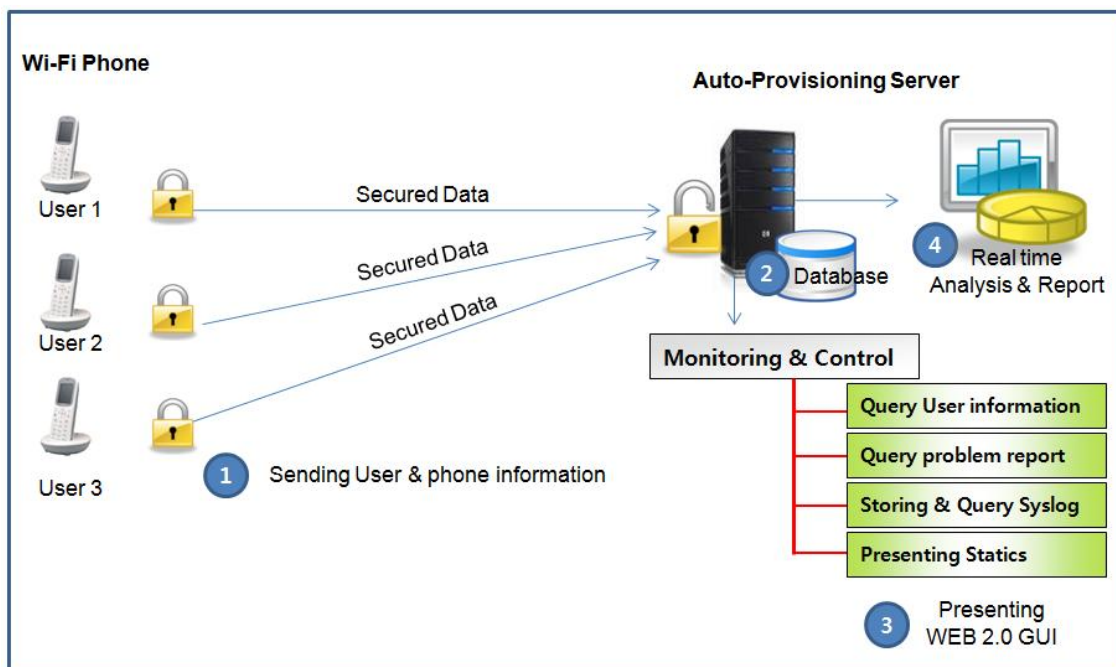 Wi-Fi Phone
Auto-Provisioning Server
User 1
Secured Data
User 2
Secured Data
User 3
Secured Data
1
Sending User & phone information
2
Database
4
Real time
Analysis & Report
Monitoring & Control
Query User information
Query problem report
Storing & Query Syslog
Presenting Statics
3
Presenting
WEB 2.0 GUI